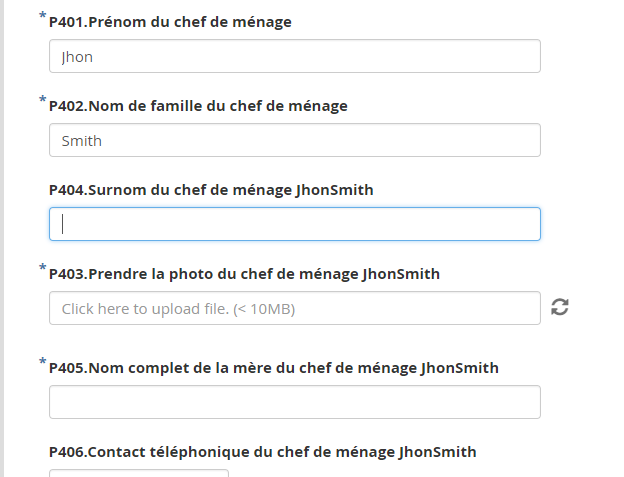 * P401.Prénom du chef de ménage
Jhon
* P402.Nom de famille du chef de ménage
Smith
P404.Surnom du chef de ménage JhonSmith
* P403.Prendre la photo du chef de ménage JhonSmith
Click here to upload file. (< 10MB)
* P405.Nom complet de la mère du chef de ménage JhonSmith
P406.Contact téléphonique du chef de ménage JhonSmith